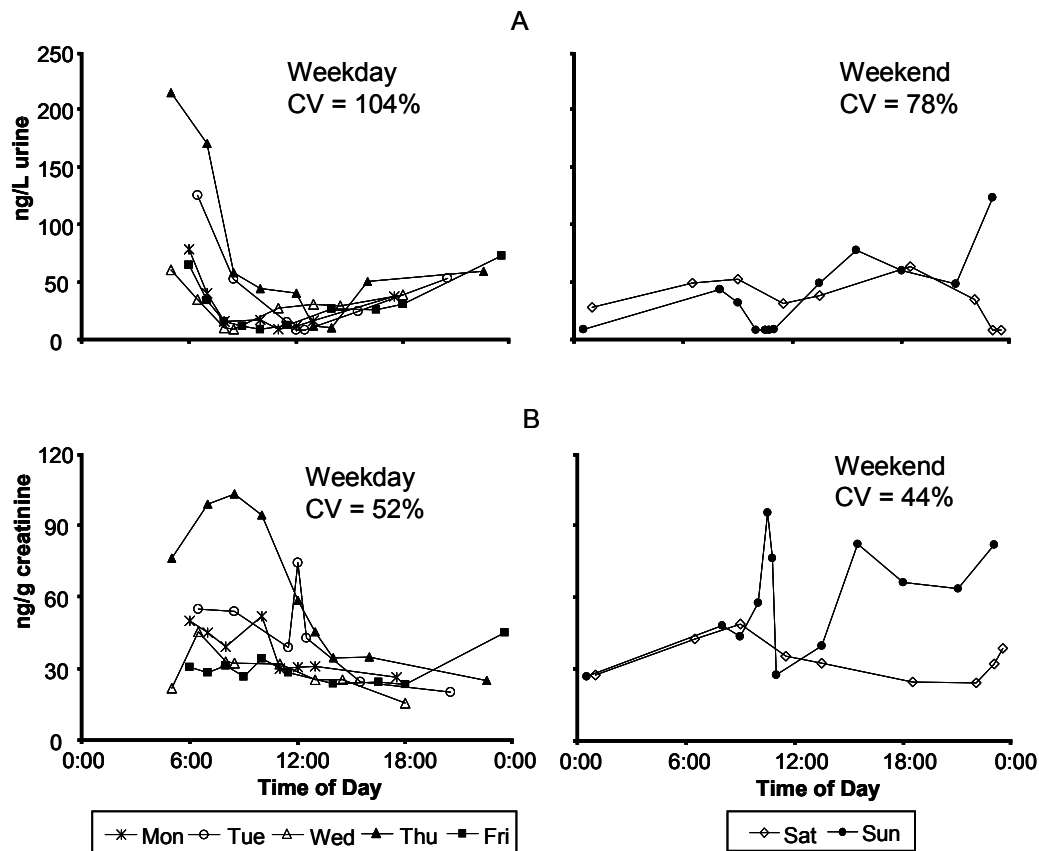 A
250
200
150
100
50
0
ng/L urine
Weekday
CV = 104%
Weekend
CV = 78%
B
120
90
60
30
0
ng/g creatinine
Weekday
CV = 52%
Weekend
CV = 44%
0:00 6:00 12:00 18:00 0:00
Time of Day
0:00 6:00 12:00 18:00 0:00
Time of Day
Mon Tue Wed Thu Fri
Sat Sun